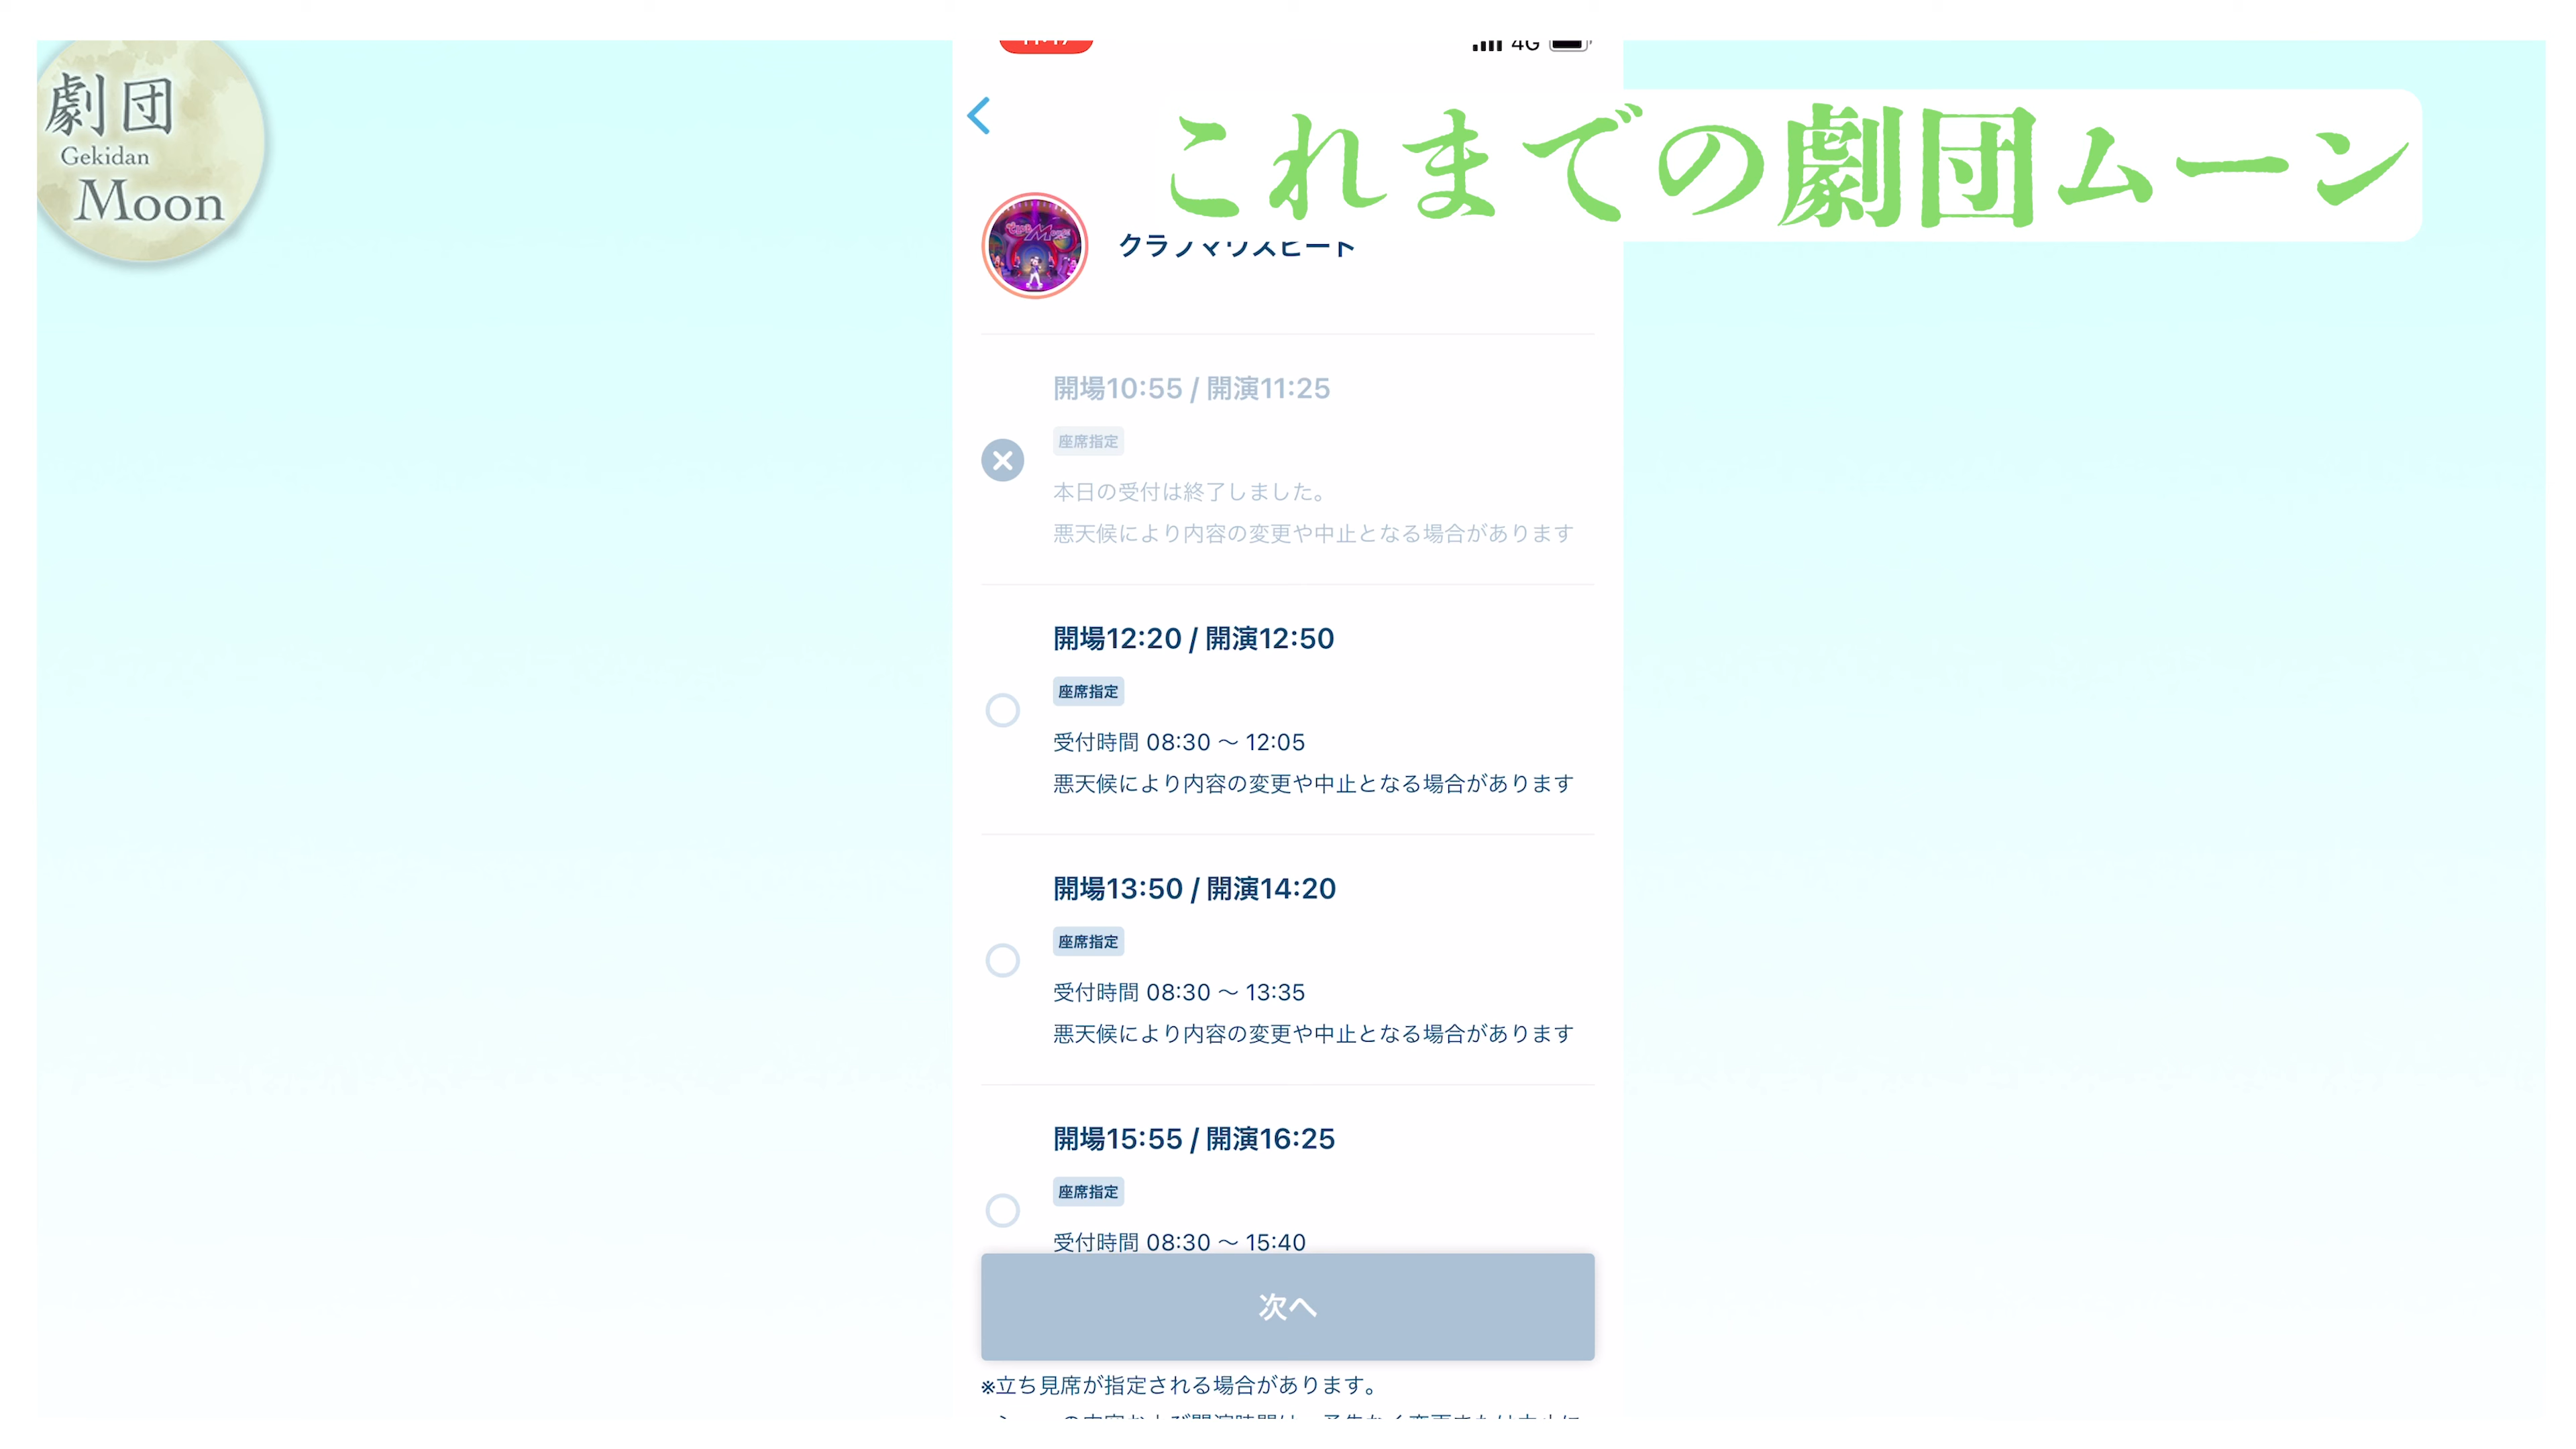 劇団
Gekidan
Moon
4G
これまでの劇団ムーン
開場10:55 / 開演11:25
座席指定
本日の受付は終了しました。
悪天候により内容の変更や中止となる場合があります
開場12:20 / 開演12:50
座席指定
受付時間 08:30 ～ 12:05
悪天候により内容の変更や中止となる場合があります
開場13:50 / 開演14:20
座席指定
受付時間 08:30 ～ 13:35
悪天候により内容の変更や中止となる場合があります
開場15:55 / 開演16:25
座席指定
受付時間 08:30 ～ 15:40
次へ
※立ち見席が指定される場合があります。